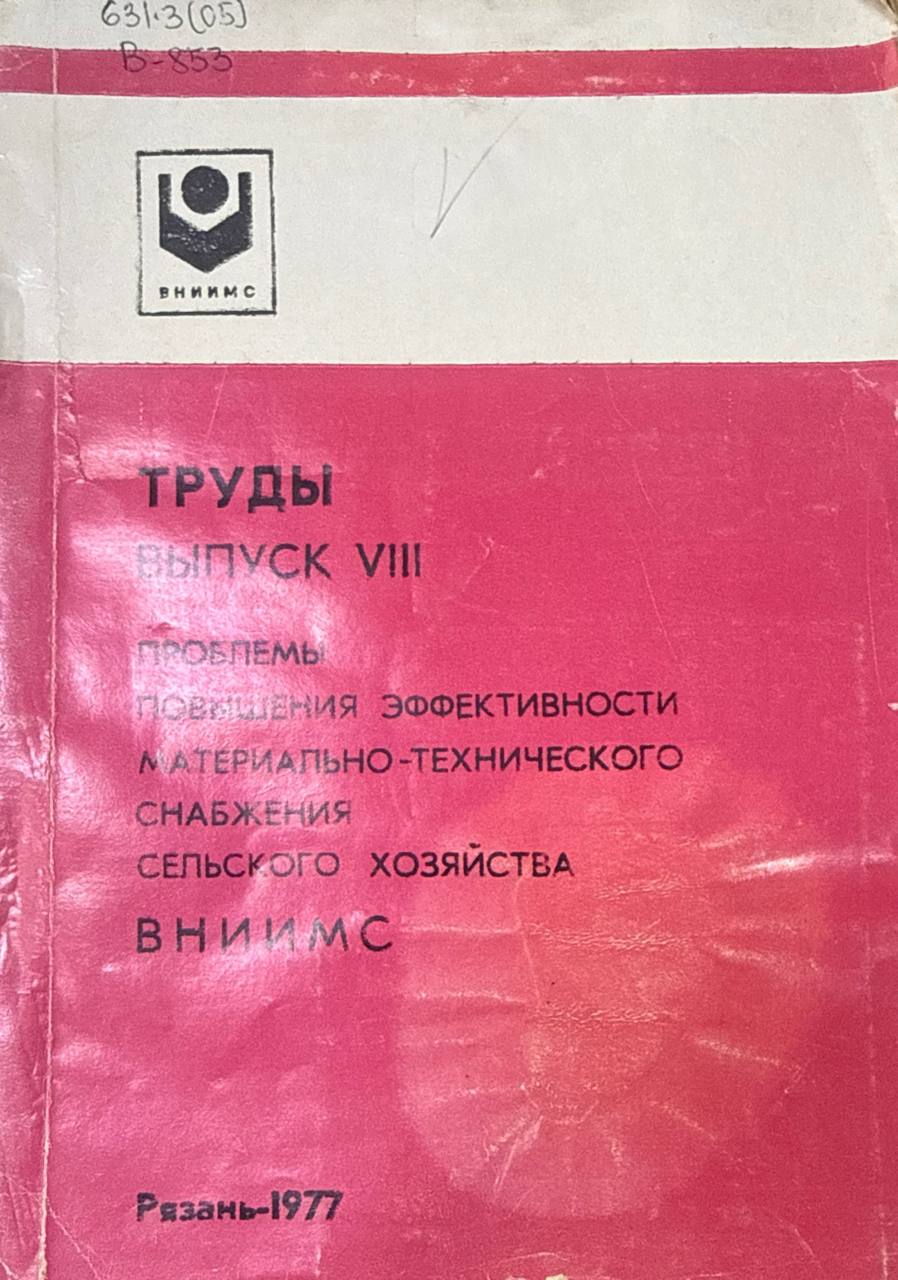 631.3(05)
В-853
ВНИИМС
ТРУДЫ
ВЫПУСК VIII
ПРОБЛЕМЫ
ПОВЫШЕНИЯ ЭФФЕКТИВНОСТИ
МАТЕРИАЛЬНО-ТЕХНИЧЕСКОГО
СНАБЖЕНИЯ
СЕЛЬСКОГО ХОЗЯЙСТВА
ВНИИМС
Рязань-1977